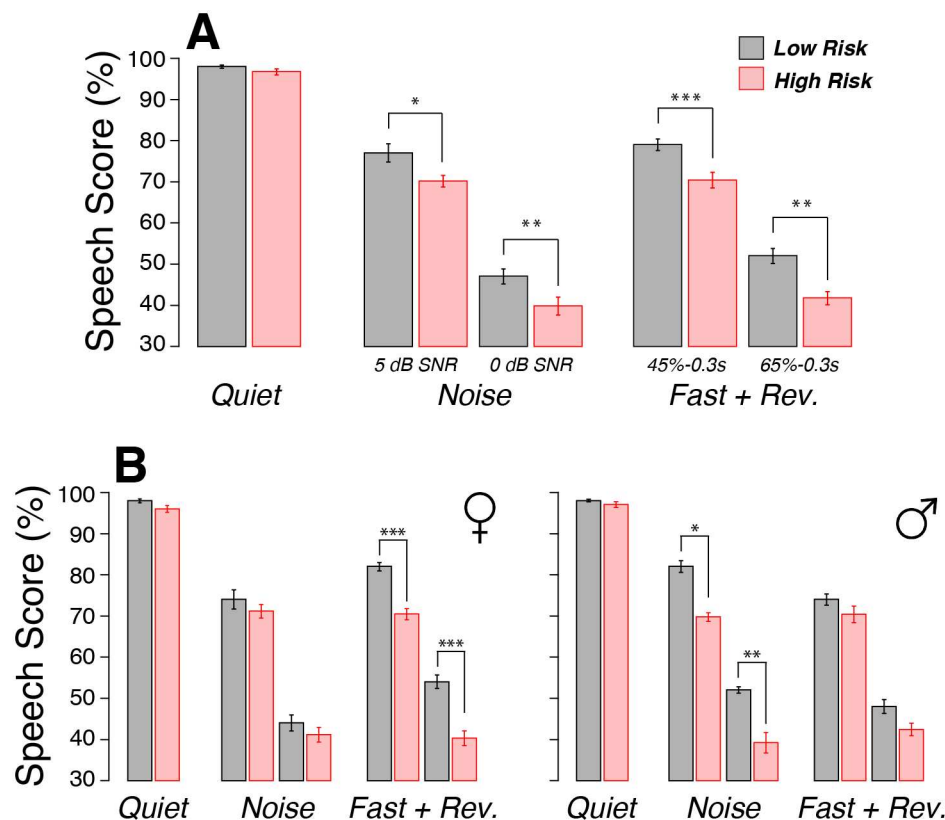 A
Low Risk
High Risk
Speech Score (%)
100
90
80
70
60
50
40
30
*
**
***
**
5 dB SNR 0 dB SNR 45%-0.3s 65%-0.3s
Quiet Noise Fast + Rev.
B
Speech Score (%)
100
90
80
70
60
50
40
30
♀
***
***
♂
*
**
Quiet Noise Fast + Rev. Quiet Noise Fast + Rev.